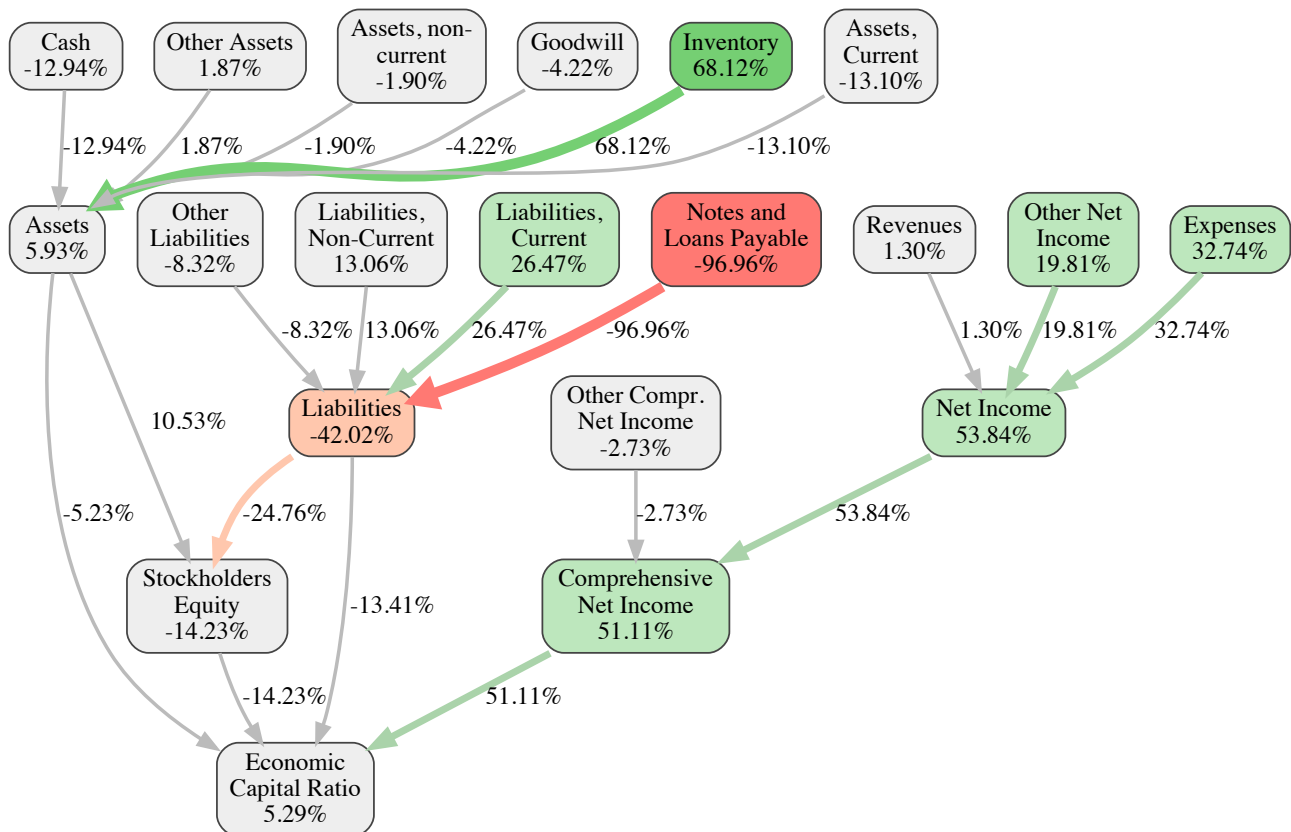 Cash
-12.94%
Other Assets
1.87%
Assets, non-
current
-1.90%
Goodwill
-4.22%
Inventory
68.12%
Assets,
Current
-13.10%
-12.94%
1.87%
-1.90%
-4.22%
68.12%
-13.10%
Assets
5.93%
Other
Liabilities
-8.32%
Liabilities,
Non-Current
13.06%
Liabilities,
Current
26.47%
Notes and
Loans Payable
-96.96%
Revenues
1.30%
Other Net
Income
19.81%
Expenses
32.74%
-8.32%
13.06%
26.47%
-96.96%
1.30%
19.81%
32.74%
Liabilities
-42.02%
Other Compr.
Net Income
-2.73%
Net Income
53.84%
10.53%
-5.23%
-24.76%
-2.73%
53.84%
Stockholders
Equity
-14.23%
-13.41%
Comprehensive
Net Income
51.11%
-14.23%
51.11%
Economic
Capital Ratio
5.29%